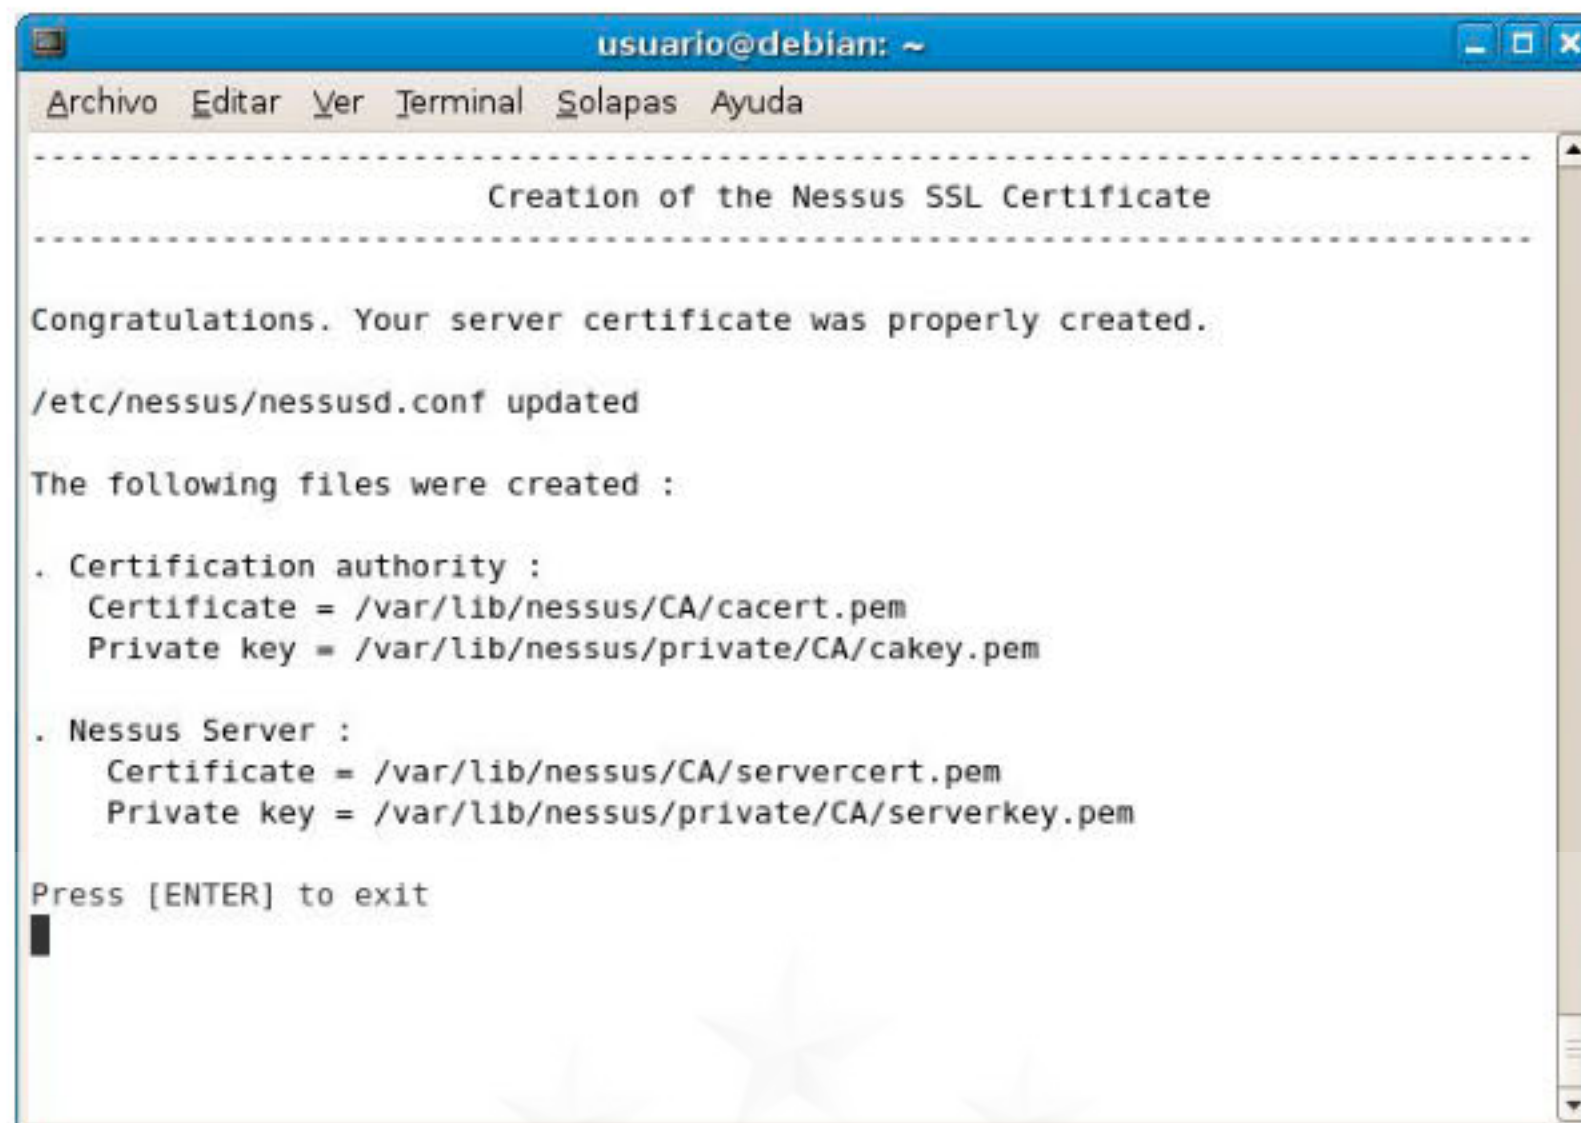 usuario@debian: ~
Archivo Editar Ver Terminal Solapas Ayuda
--------------------------------------------------------------------------------
Creation of the Nessus SSL Certificate
--------------------------------------------------------------------------------
Congratulations. Your server certificate was properly created.
/etc/nessus/nessusd.conf updated
The following files were created :
. Certification authority :
Certificate = /var/lib/nessus/CA/cacert.pem
Private key = /var/lib/nessus/private/CA/cakey.pem
. Nessus Server :
Certificate = /var/lib/nessus/CA/servercert.pem
Private key = /var/lib/nessus/private/CA/serverkey.pem
Press [ENTER] to exit